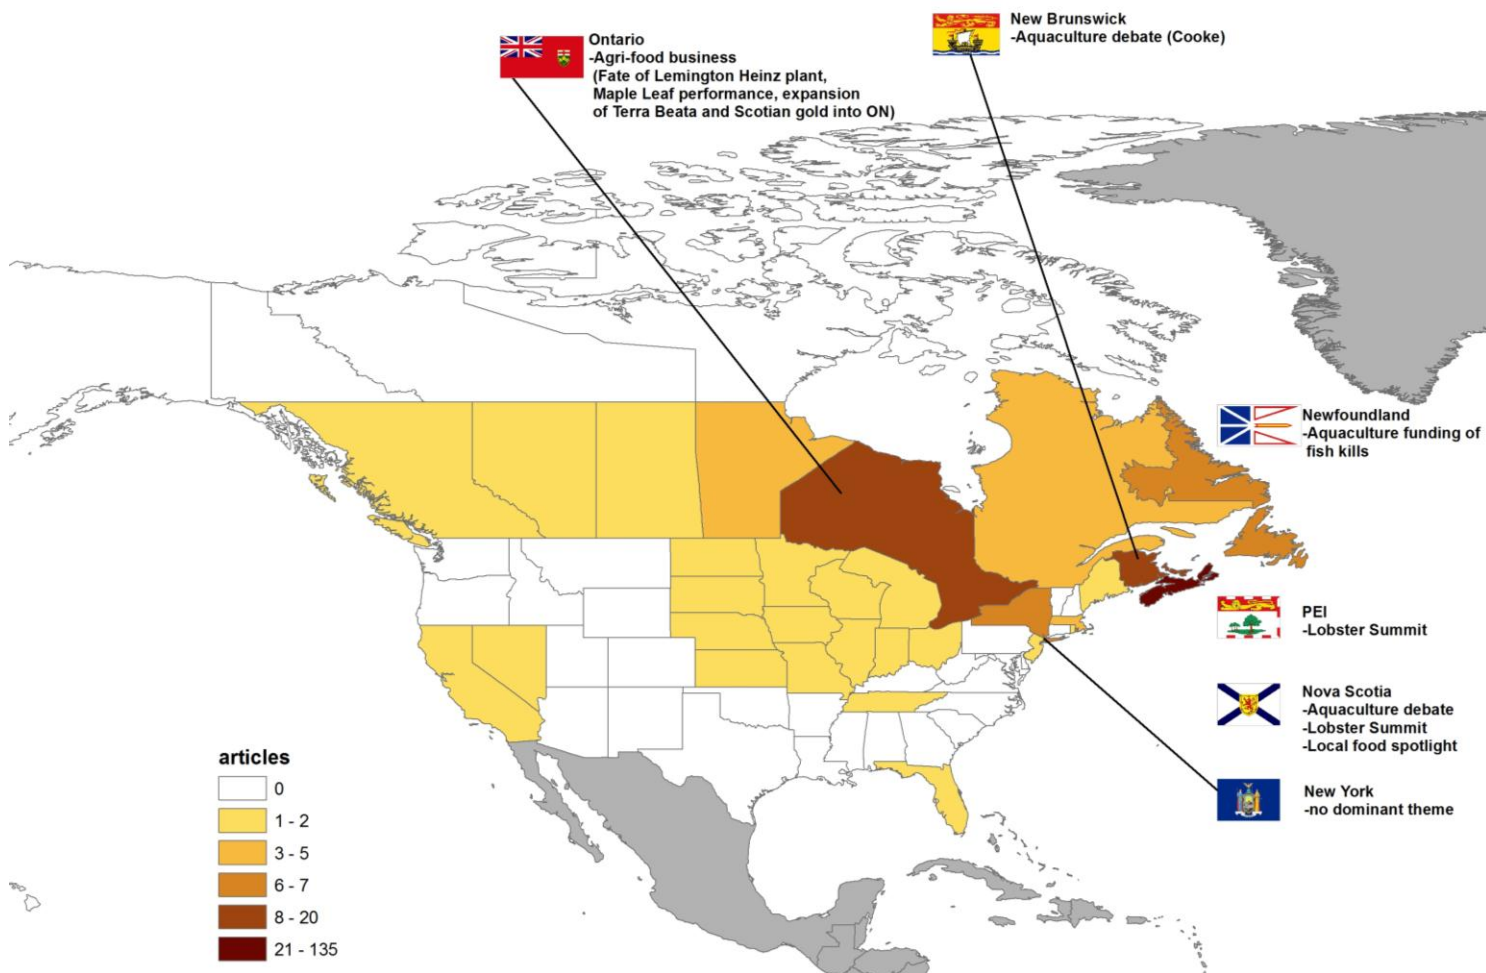 Ontario
-Agri-food business
(Fate of Lemington Heinz plant,
Maple Leaf performance, expansion
of Terra Beata and Scotian gold into ON)
New Brunswick
-Aquaculture debate (Cooke)
Newfoundland
-Aquaculture funding of
fish kills
PEI
-Lobster Summit
Nova Scotia
-Aquaculture debate
-Lobster Summit
-Local food spotlight
New York
-no dominant theme
articles
0
1 - 2
3 - 5
6 - 7
8 - 20
21 - 135